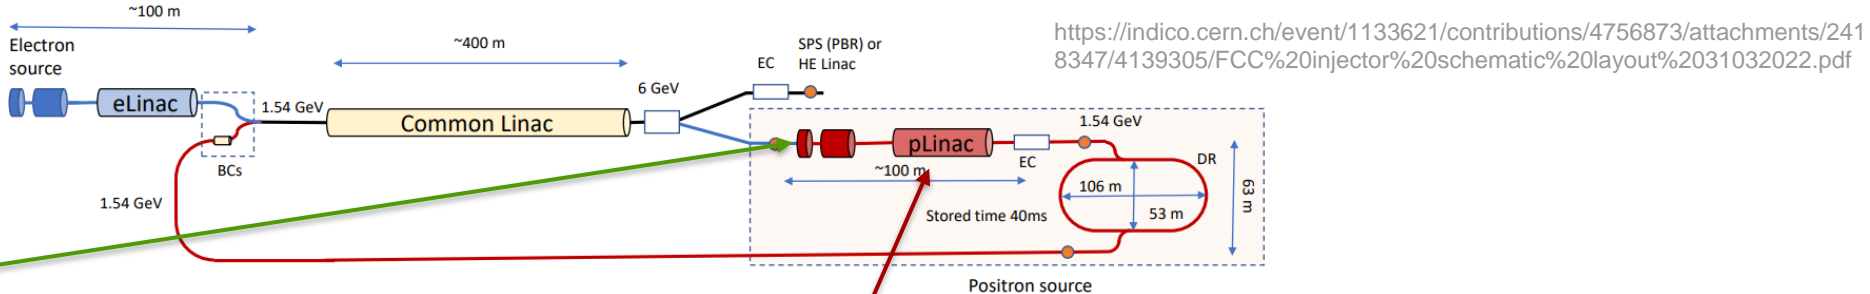 ~100 m
Electron
source
eLinac
BCs
1.54 GeV
1.54 GeV
~400 m
Common Linac
6 GeV
EC
SPS (PBR) or
HE Linac
https://indico.cern.ch/event/1133621/contributions/4756873/attachments/241
8347/4139305/FCC%20injector%20schematic%20layout%2031032022.pdf
pLinac
~100 m
EC
1.54 GeV
DR
106 m
53 m
63 m
Stored time 40ms
Positron source